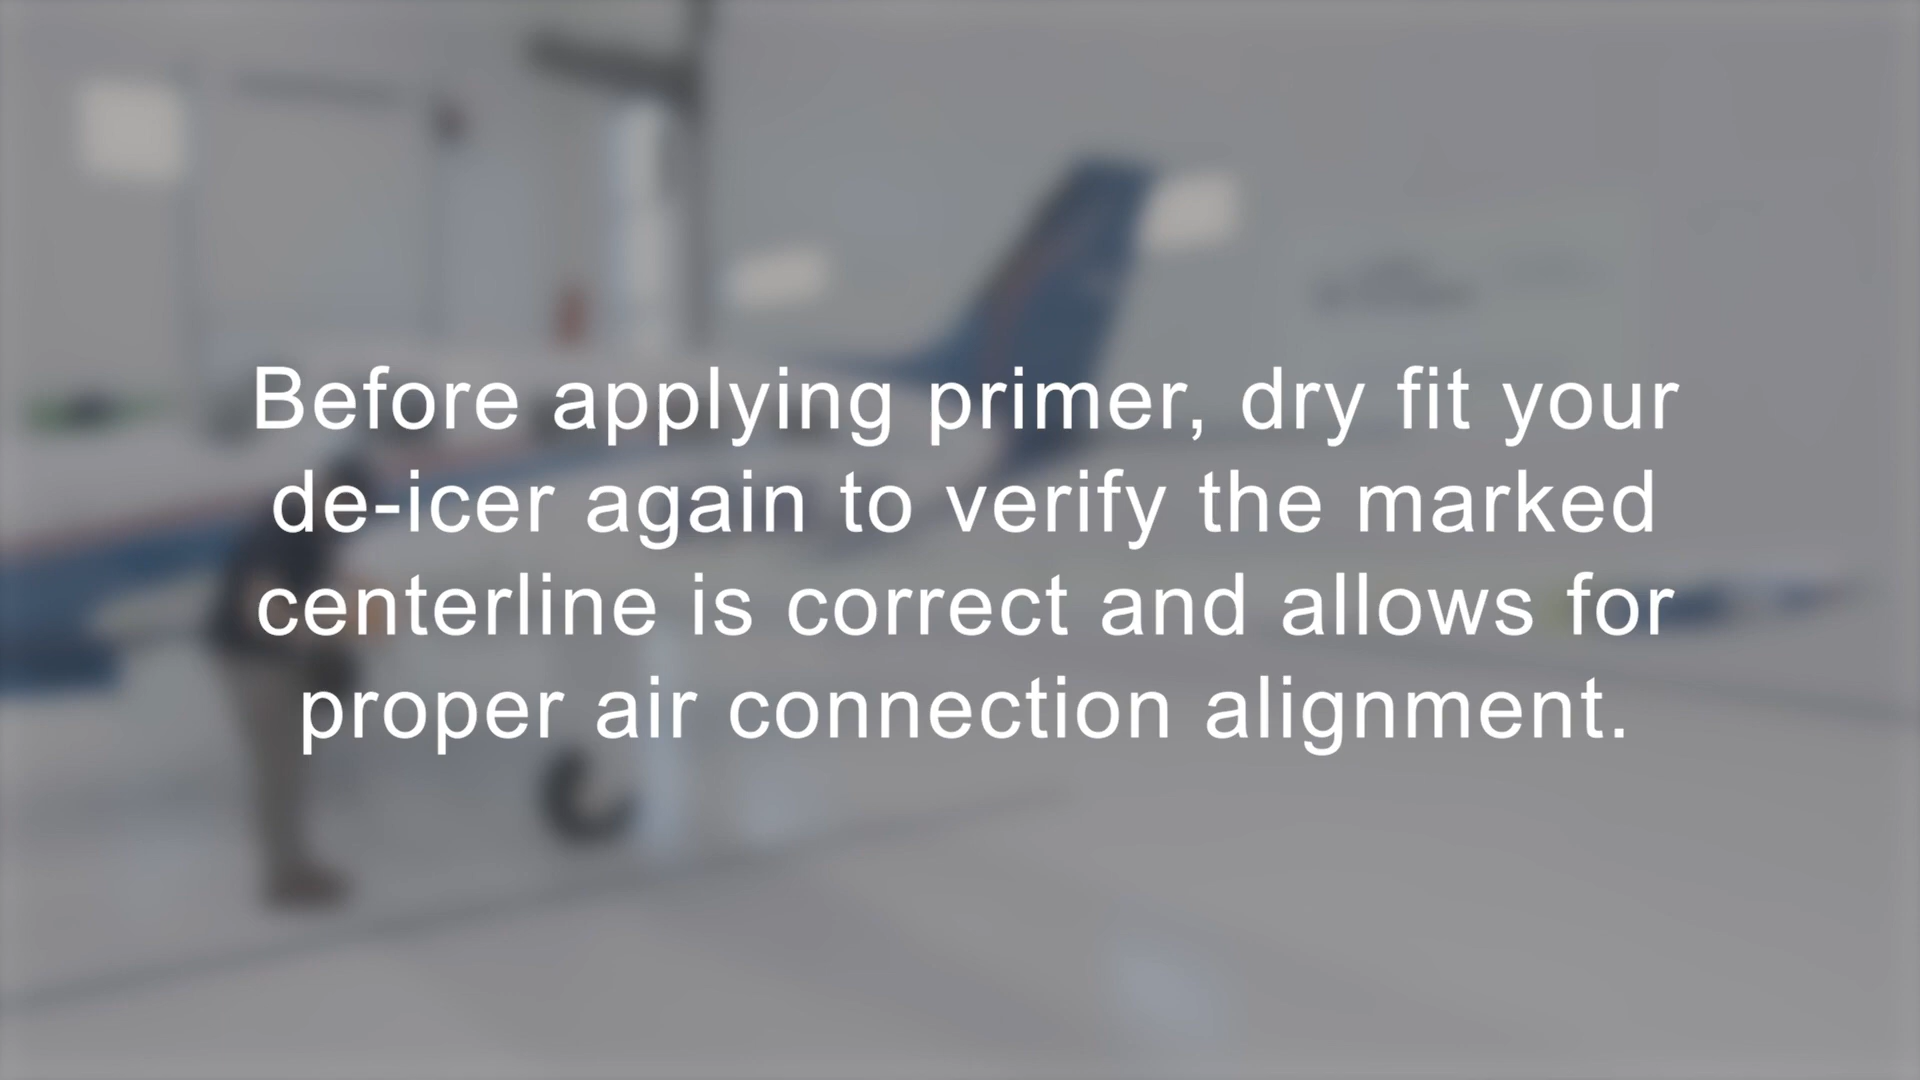 Before applying primer, dry fit your
de-icer again to verify the marked
centerline is correct and allows for
proper air connection alignment.